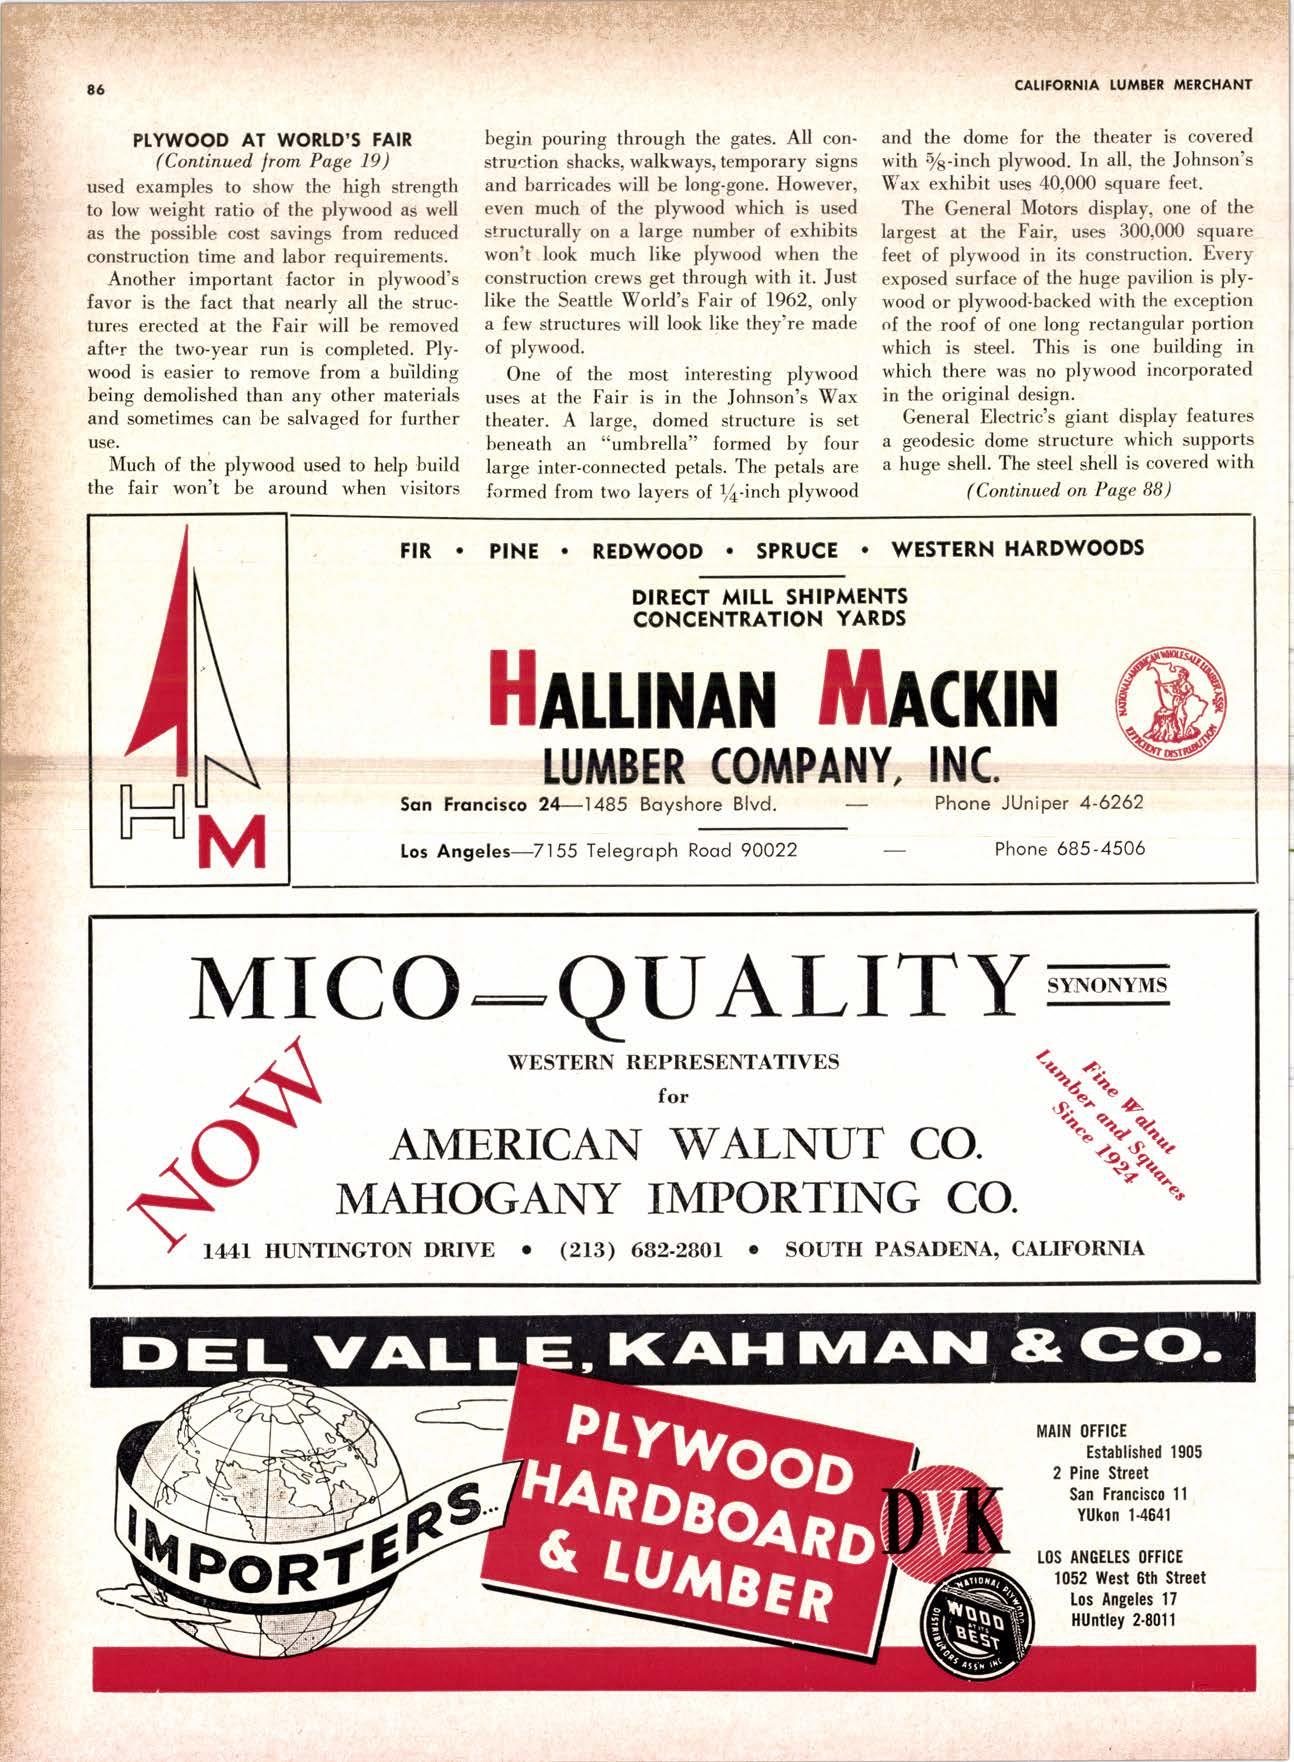 86
CALIFORNIA LUMBER MERCHANT
PLYWOOD AT WORLD'S FAIR
(Continued from Page 19)
used examples to show the high strength
to low weight ratio of the plywood as well
as the possible cost savings from reduced
construction time and labor requirements.
Another important factor in plywood's
favor is the fact that nearly all the struc-
tures erected at the Fair will be removed
after the two-year run is completed. Ply-
wood is easier to remove from a building
being demolished than any other materials
and sometimes can be salvaged for further
use.
Much of the plywood used to help build
the fair won't be around when visitors
begin pouring through the gates. All con-
struction shacks, walkways, temporary signs
and barricades will be long-gone. However,
even much of the plywood which is used
structurally on a large number of exhibits
won't look much like plywood when the
construction crews get through with it. Just
like the Seattle World's Fair of 1962, only
a few structures will look like they're made
of plywood.
One of the most interesting plywood
uses at the Fair is in the Johnson's Wax
theater. A large, domed structure is set
beneath an "umbrella" formed by four
large inter-connected petals. The petals are
formed from two layers of ¼-inch plywood
and the dome for the theater is covered
with ⅝-inch plywood. In all, the Johnson's
Wax exhibit uses 40,000 square feet.
The General Motors display, one of the
largest at the Fair, uses 300,000 square
feet of plywood in its construction. Every
exposed surface of the huge pavilion is ply-
wood or plywood-backed with the exception
of the roof of one long rectangular portion
which is steel. This is one building in
which there was no plywood incorporated
in the original design.
General Electric's giant display features
a geodesic dome structure which supports
a huge shell. The steel shell is covered with
(Continued on Page 88)
HM
FIR • PINE • REDWOOD • SPRUCE • WESTERN HARDWOODS
DIRECT MILL SHIPMENTS
CONCENTRATION YARDS
HALLINAN MACKIN
LUMBER COMPANY, INC.
NATIONAL-AMERICAN WHOLESALE LUMBER ASSN.
EFFICIENT DISTRIBUTION
San Francisco 24—1485 Bayshore Blvd. — Phone JUniper 4-6262
Los Angeles—7155 Telegraph Road 90022 — Phone 685-4506
MICO—QUALITY SYNONYMS
NOW
WESTERN REPRESENTATIVES
for
AMERICAN WALNUT CO.
MAHOGANY IMPORTING CO.
Fine Walnut
Lumber and Squares
Since 1924
1441 HUNTINGTON DRIVE • (213) 682-2801 • SOUTH PASADENA, CALIFORNIA
DEL VALLE, KAHMAN & CO.
IMPORTERS...
PLYWOOD
HARDBOARD
& LUMBER
DVK
NATIONAL PLYWOOD DISTRIBUTORS ASS'N INC
WOOD
AT ITS
BEST
MAIN OFFICE
Established 1905
2 Pine Street
San Francisco 11
YUkon 1-4641
LOS ANGELES OFFICE
1052 West 6th Street
Los Angeles 17
HUntley 2-8011